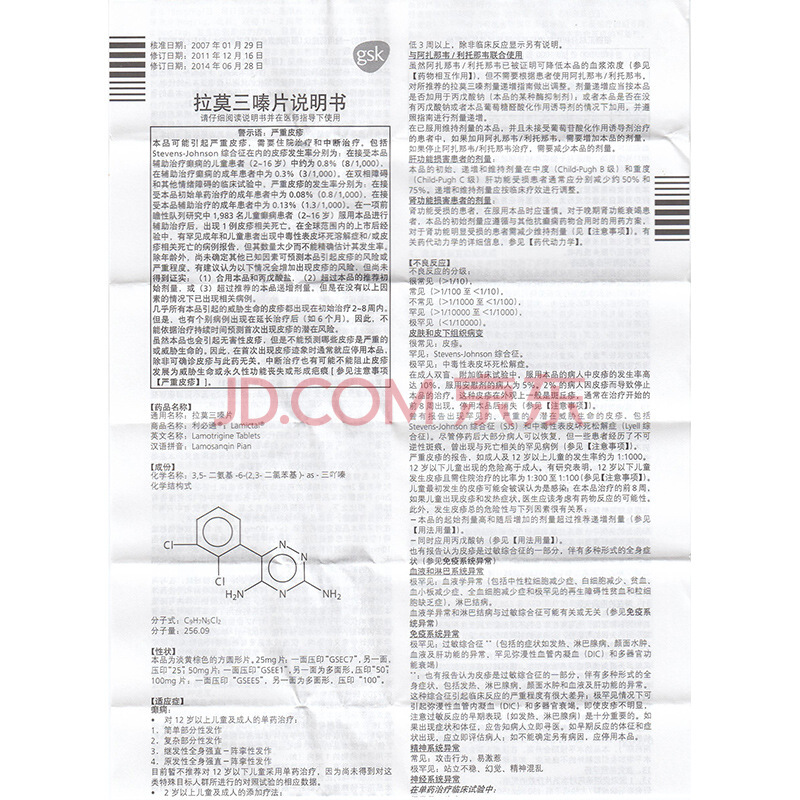 核准日期：2007 年 01 月 29 日
修订日期：2011 年 12 月 16 日
修订日期：2014 年 06 月 28 日
gsk
拉莫三嗪片说明书
请仔细阅读说明书并在医师指导下使用
警示语：严重皮疹
本品可能引起严重皮疹，需要住院治疗和中断治疗，包括
Stevens-Johnson 综合征在内的皮疹发生率分别为：在接受本品
辅助治疗癫痫的儿童患者（2~16 岁）中约为 0.8%（8/1,000），
在辅助治疗癫痫的成年患者中为 0.3%（3/1,000）。在双相障碍
和其他情绪障碍的临床试验中，严重皮疹的发生率分别为：在接
受本品初始单药治疗的成年患者中为 0.08%（0.8/1,000），在接
受本品辅助治疗的成年患者中为 0.13%（1.3/1,000）。在一项前
瞻性队列研究中 1,983 名儿童癫痫患者（2~16 岁）服用本品进行
辅助治疗后，出现 1 例皮疹相关死亡。在全球范围内的上市后经
验中，有罕见成年和儿童患者出现中毒性表皮坏死溶解症和/或皮
疹相关死亡的病例报告，但其数量太少而不能精确估计其发生率。
除年龄外，尚未确定其他已知因素可预测本品引起皮疹的风险或
严重程度。有建议认为以下情况会增加出现皮疹的风险，但尚未
得到证实：（1）合用本品和丙戊酸盐，（2）超过本品的推荐初
始剂量，或（3）超过推荐的本品递增剂量。但是在没有以上因
素的情况下已出现相关病例。
几乎所有本品引起的威胁生命的皮疹都出现在初始治疗 2~8 周内。
但是，也有个别病例出现在延长治疗后（如 6 个月）。因此，不
能依据治疗持续时间预测首次出现皮疹的潜在风险。
虽然本品也会引起无害性皮疹，但是不能预测哪些皮疹是严重的
或威胁生命的。因此，在首次出现皮疹迹象时通常就应停用本品，
除非可确诊皮疹与此药无关。中断治疗也有可能不能阻止皮疹发
展为威胁生命或永久性功能丧失或形成疤痕 [ 参见注意事项
【严重皮疹】]。
【药品名称】
通用名称：拉莫三嗪片
商品名称：利必通®；Lamictal®
英文名称：Lamotrigine Tablets
汉语拼音：Lamosanqin Pian
【成份】
化学名称：3,5- 二氨基 -6-(2,3- 二氯苯基 )- as - 三吖嗪
化学结构式
Cl
Cl
N
N
N
H₂N
NH₂
分子式：C₉H₇N₅Cl₂
分子量：256.09
【性状】
本品为淡黄棕色的方圆形片，25mg 片：一面压印“GSEC7”，另一面，
压印“25”；50mg 片：一面压印“GSEE1”，另一面为多面形，压印“50”；
100mg 片：一面压印“GSEE5”，另一面为多面形，压印“100”。
【适应症】
癫痫：
• 对 12 岁以上儿童及成人的单药治疗：
1. 简单部分性发作
2. 复杂部分性发作
3. 继发性全身强直－阵挛性发作
4. 原发性全身强直－阵挛性发作
目前暂不推荐对 12 岁以下儿童采用单药治疗，因为尚未得到对这
类特殊目标人群所进行的对照试验的相应数据。
• 2 岁以上儿童及成人的添加疗法：
低 3 周以上，除非临床反应显示另有说明。
与阿扎那韦 / 利托那韦联合使用
虽然阿扎那韦/利托那韦已被证明可降低本品的血浆浓度（参见
【药物相互作用】），但不需要根据患者使用阿扎那韦/利托那韦，
对所推荐的拉莫三嗪剂量递增指南做出调整。剂量递增应当按本品
是否加用于丙戊酸钠（本品的某种酶抑制剂）；或者本品是否在没
有丙戊酸钠或者本品葡萄糖醛酸化作用诱导剂的情况下加用，并遵
照指南进行剂量递增。
在已服用维持剂量的本品，并且未接受葡萄苷酸化作用诱导剂治疗
的患者中，如果加用阿扎那韦/利托那韦，需要增加本品的剂量，
如果停止阿扎那韦/利托那韦治疗，需要减少本品的剂量。
肝功能损害患者的剂量：
本品的初始、递增和维持剂量在中度（Child-Pugh B 级）和重度
（Child-Pugh C 级）肝功能受损患者通常应分别减少约 50% 和
75%。递增和维持剂量应按临床疗效进行调整。
肾功能损害患者的剂量：
肾功能受损的患者，在服用本品时应谨慎。对于晚期肾功能衰竭患
者，本品的初始剂量应遵循与其他抗癫痫药物合用时的用药方案，
对于肾功能明显受损的患者需减少维持剂量（见【注意事项】）。有
关药代动力学的详细信息，参见【药代动力学】。
【不良反应】
不良反应的分级：
很常见（>1/10），
常见（>1/100 至 <1/10），
不常见（>1/1000 至 <1/100），
罕见（>1/10000 至 <1/1000），
极罕见（<1/10000）。
皮肤和皮下组织病变
很常见：皮疹。
罕见：Stevens-Johnson 综合征。
极罕见：中毒性表皮坏死松解症。
在成人双盲、附加临床试验中，服用本品的病人中皮疹的发生率高
达 10%，服用安慰剂的病人为 5%。2% 的病人因皮疹而导致停止
本品的治疗。这种皮疹在外观上一般是斑丘疹，通常在治疗开始的
前 8 周出现，停用本品后消失（参见【注意事项】）。
曾有报告出现罕见的、严重的、潜在威胁生命的皮疹，包括
Stevens-Johnson 综合征（SJS）和中毒性表皮坏死松解症（Lyell 综
合征）。尽管停药后大部分病人可以恢复，但一些患者经历了不可
逆性斑痕，曾出现与死亡相关的罕见病例（参见【注意事项】）。
严重皮疹的报告，如成人及 12 岁以上儿童的发生率约为 1:1000。
12 岁以下儿童出现的危险高于成人。有研究表明，12 岁以下儿童
发生皮疹且需住院治疗的比率为 1:300 至 1:100（参见【注意事项】）。
儿童最初发生的皮疹可能会被误认为是感染；在本品治疗的前 8 周，
如果儿童出现皮疹和发热症状，医生应该考虑有药物反应的可能性。
此外，发生皮疹总的危险性与下列因素很有关系：
－本品的起始剂量高和随后增加的剂量超过推荐递增剂量（参见
【用法用量】）。
－同时应用丙戊酸钠（参见【用法用量】）。
也有报告认为皮疹是过敏综合征的一部分，伴有多种形式的全身症
状（参见免疫系统异常）
血液和淋巴系统异常
极罕见：血液学异常（包括中性粒细胞减少症，白细胞减少，贫血，
血小板减少症，全血细胞减少症和极罕见的再生障碍性贫血和粒细
胞缺乏症），淋巴结病。
血液学异常和淋巴结病与过敏综合征可能有关或无关（参见免疫系
统异常）
免疫系统异常
极罕见：过敏综合征**（包括的症状如发热，淋巴腺病，颜面水肿，
血液及肝功能的异常，罕见弥漫性血管内凝血（DIC）和多器官功
能衰竭）
**：也有报告认为皮疹是过敏综合征的一部分，伴有多种形式的全
身症状，包括发热、淋巴腺病、颜面水肿和血液及肝功能的异常。
这种综合征引起临床反应的严重程度有很大差异；极罕见情况下可
引起弥漫性血管内凝血（DIC）和多器官衰竭。即使皮疹不明显，
注意过敏反应的早期表现（如发热，淋巴腺病）是十分重要的。如
果出现症状和体征，应告知病人立即寻医。如早期反应的体征和症
状出现，应立即评估病人；如不能确定另有病因，应停用本品。
精神系统异常
常见：攻击行为，易激惹
极罕见：站立不稳、幻觉，精神混乱
神经系统异常
在单药治疗临床试验中：
JD.COM 京东